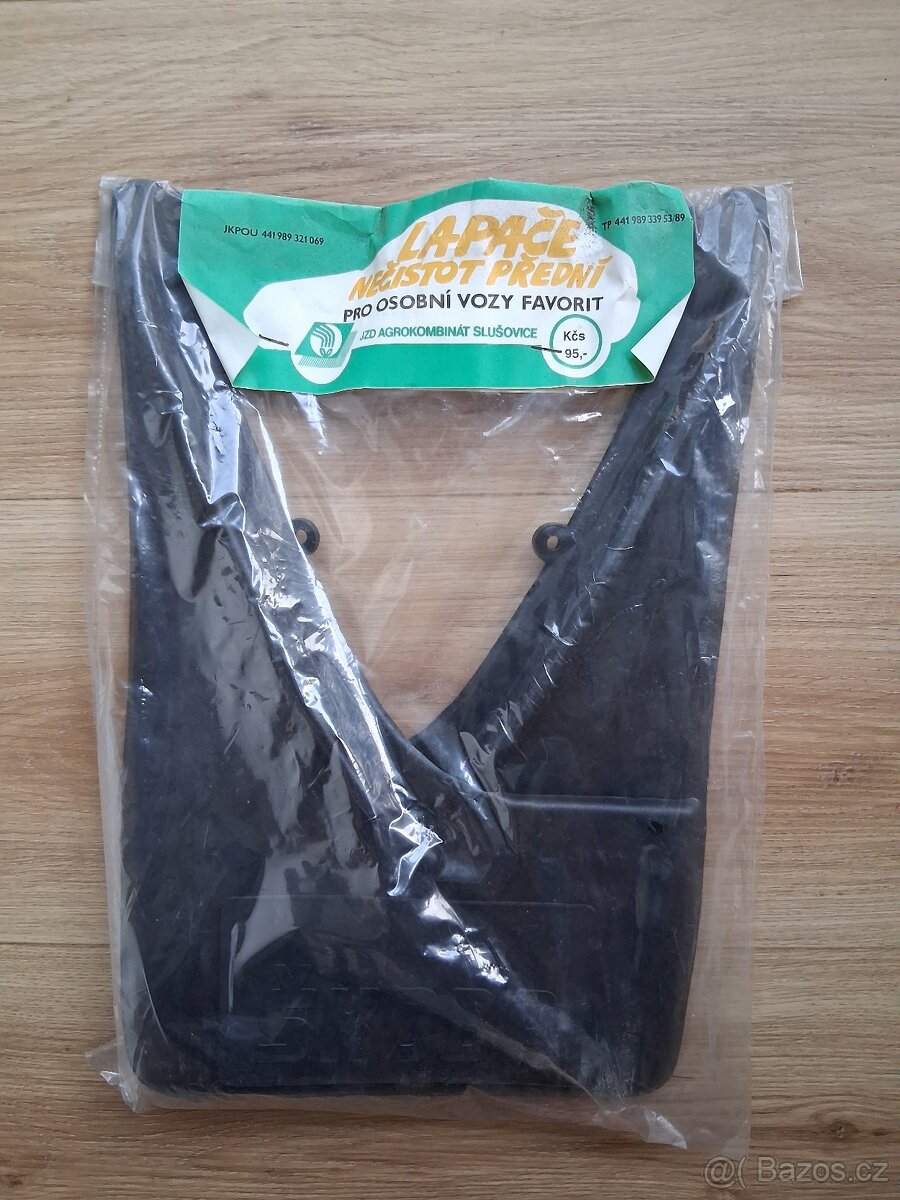 JKPOU 441 989 321 069
TP 441 989 339 53/89
LAPAČE
NEČISTOT PŘEDNÍ
PRO OSOBNÍ VOZY FAVORIT
JZD AGROKOMBINÁT SLUŠOVICE
Kčs
95,-
@( Bazos.cz